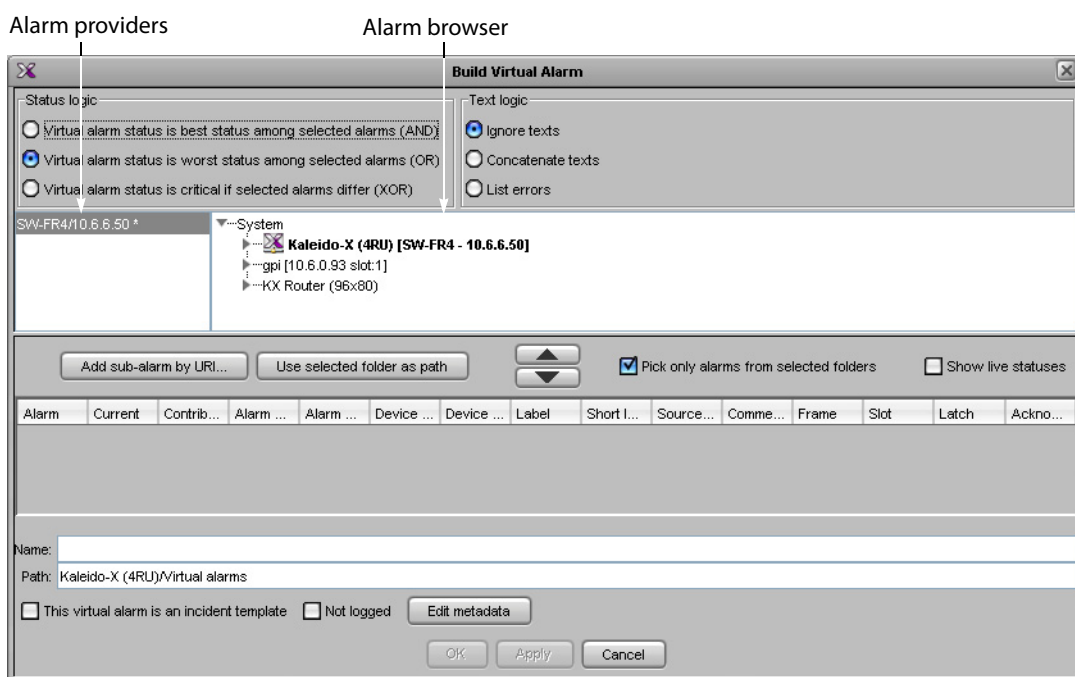 Alarm providers
Alarm browser
Build Virtual Alarm
Status logic
Virtual alarm status is best status among selected alarms (AND)
Virtual alarm status is worst status among selected alarms (OR)
Virtual alarm status is critical if selected alarms differ (XOR)
Text logic
Ignore texts
Concatenate texts
List errors
SW-FR4/10.6.6.50 *
System
Kaleido-X (4RU) [SW-FR4 - 10.6.6.50]
gpi [10.6.0.93 slot:1]
KX Router (96x80)
Add sub-alarm by URI... Use selected folder as path Pick only alarms from selected folders Show live statuses
Alarm Current Contrib... Alarm ... Alarm ... Device ... Device ... Label Short l... Source... Comme... Frame Slot Latch Ackno...
Name:
Path: Kaleido-X (4RU)/Virtual alarms
This virtual alarm is an incident template Not logged Edit metadata
OK Apply Cancel